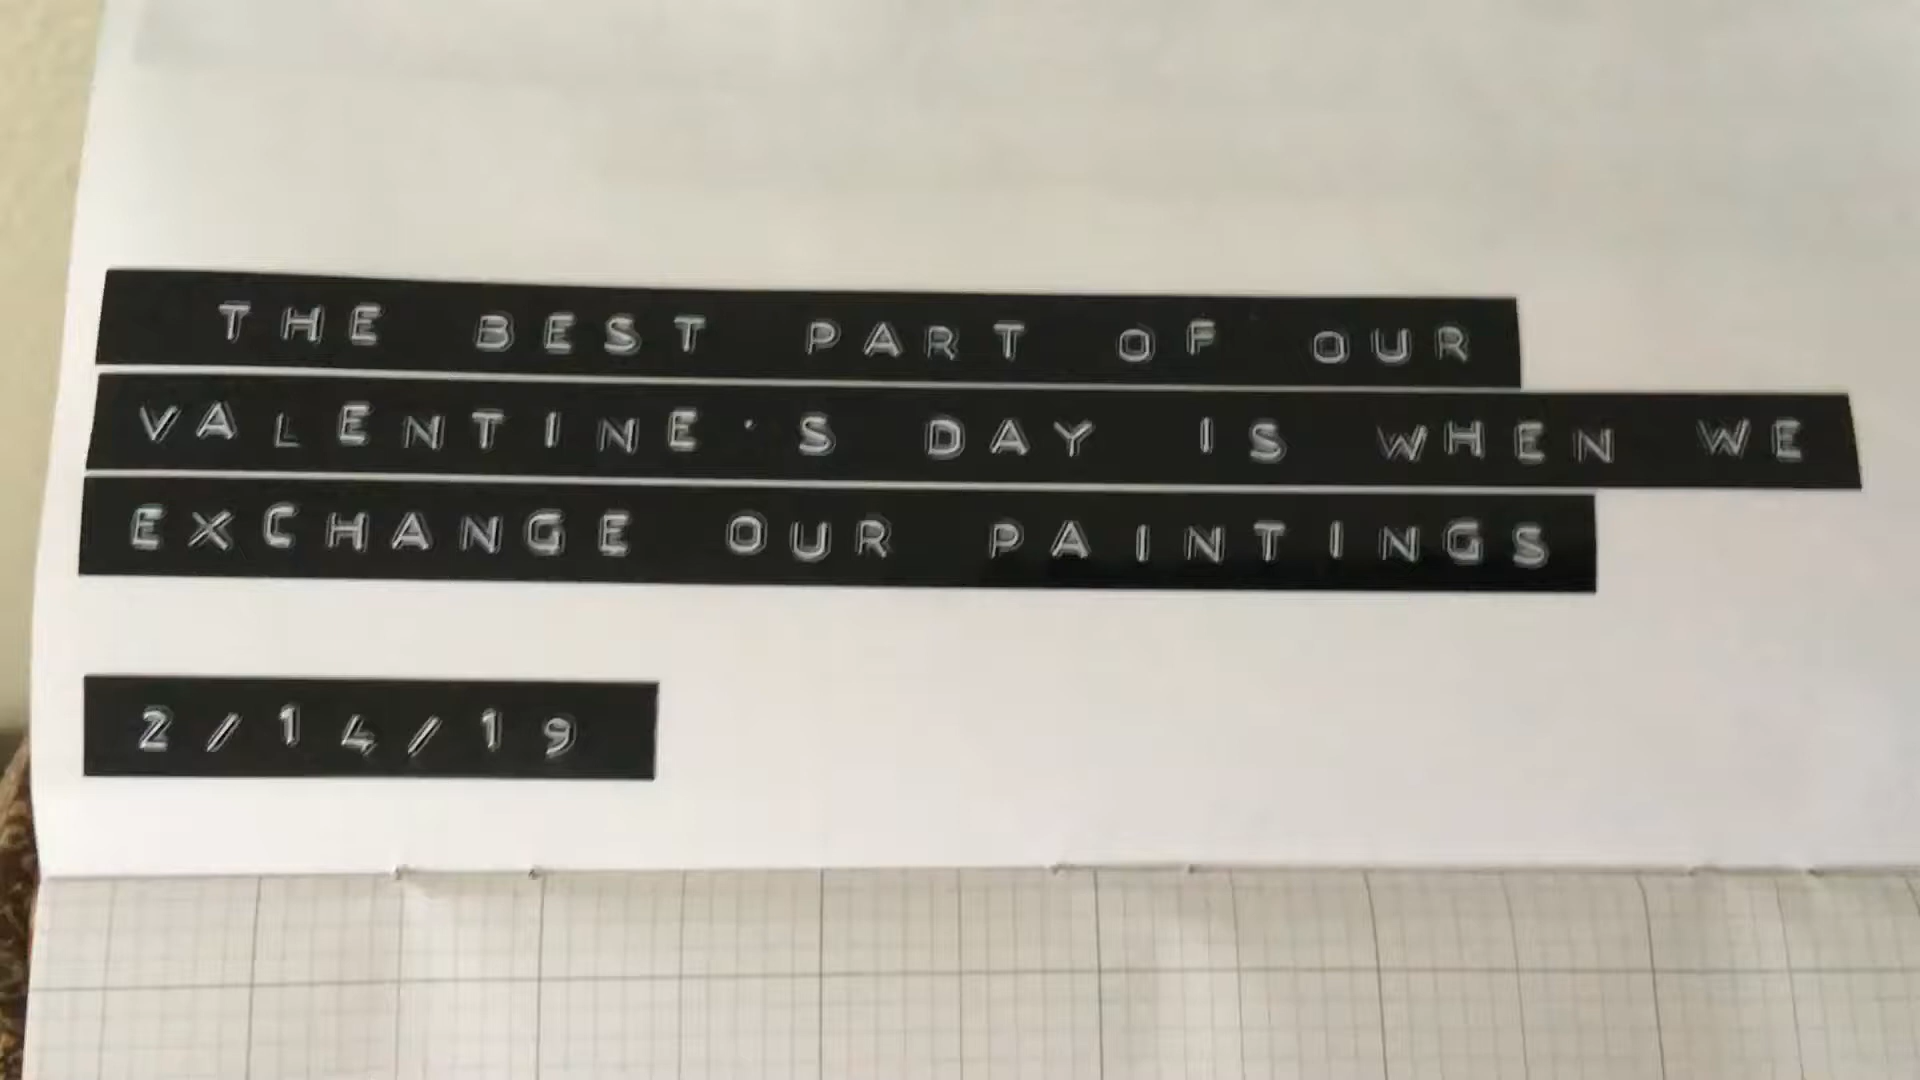 THE BEST PART OF OUR
VALENTINE'S DAY IS WHEN WE
EXCHANGE OUR PAINTINGS
2/14/19